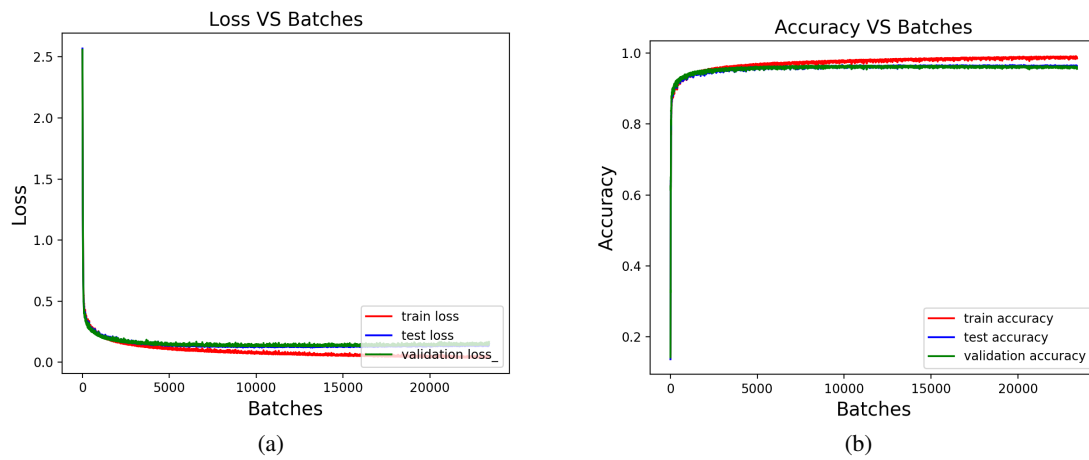 Loss VS Batches
2.5
2.0
1.5
1.0
0.5
0.0
Loss
train loss
test loss
validation loss_
0
5000
10000
15000
20000
Batches
(a)
Accuracy VS Batches
1.0
0.8
0.6
0.4
0.2
Accuracy
train accuracy
test accuracy
validation accuracy
0
5000
10000
15000
20000
Batches
(b)